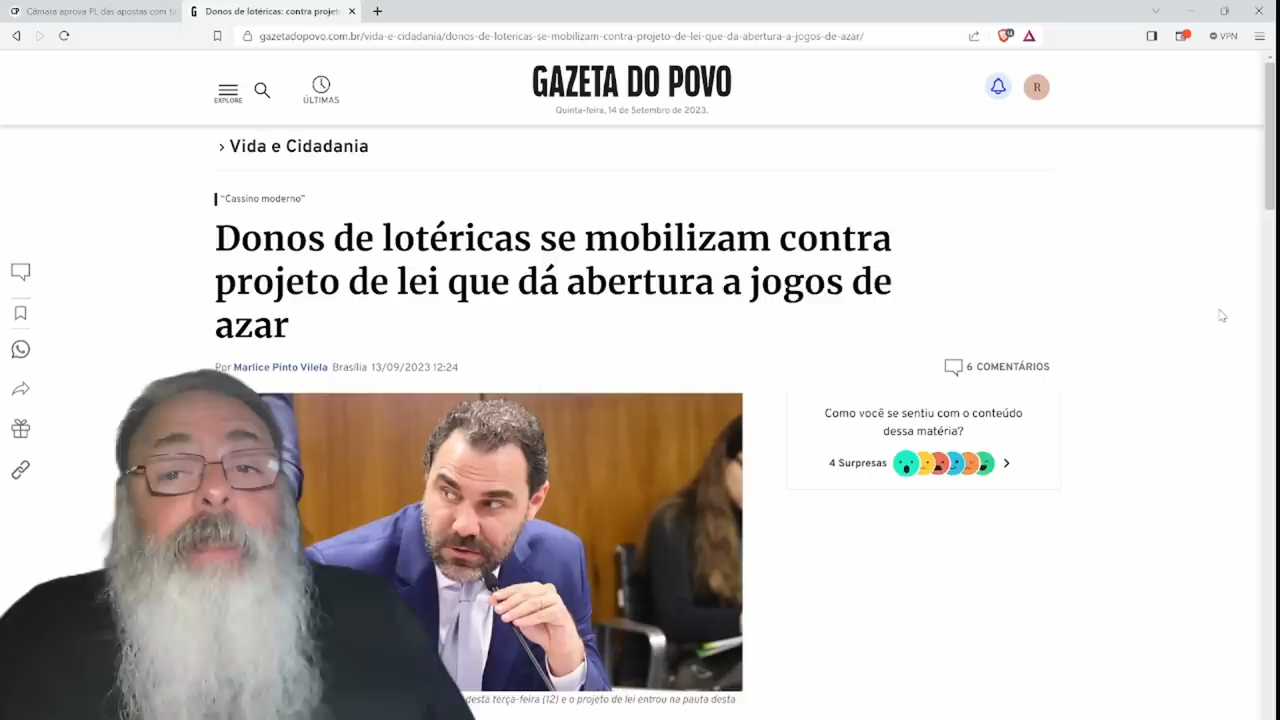 Câmara aprova PL das apostas com ta
Donos de lotéricas: contra projet
gazetadopovo.com.br/vida-e-cidadania/donos-de-lotericas-se-mobilizam-contra-projeto-de-lei-que-da-abertura-a-jogos-de-azar/
VPN
EXPLORE
ÚLTIMAS
GAZETA DO POVO
Quinta-feira, 14 de Setembro de 2023.
R
› Vida e Cidadania
"Cassino moderno"
Donos de lotéricas se mobilizam contra
projeto de lei que dá abertura a jogos de
azar
Por Marlice Pinto Vilela Brasília 13/09/2023 12:24
6 COMENTÁRIOS
Como você se sentiu com o conteúdo
dessa matéria?
4 Surpresas
desta terça-feira (12) e o projeto de lei entrou na pauta desta